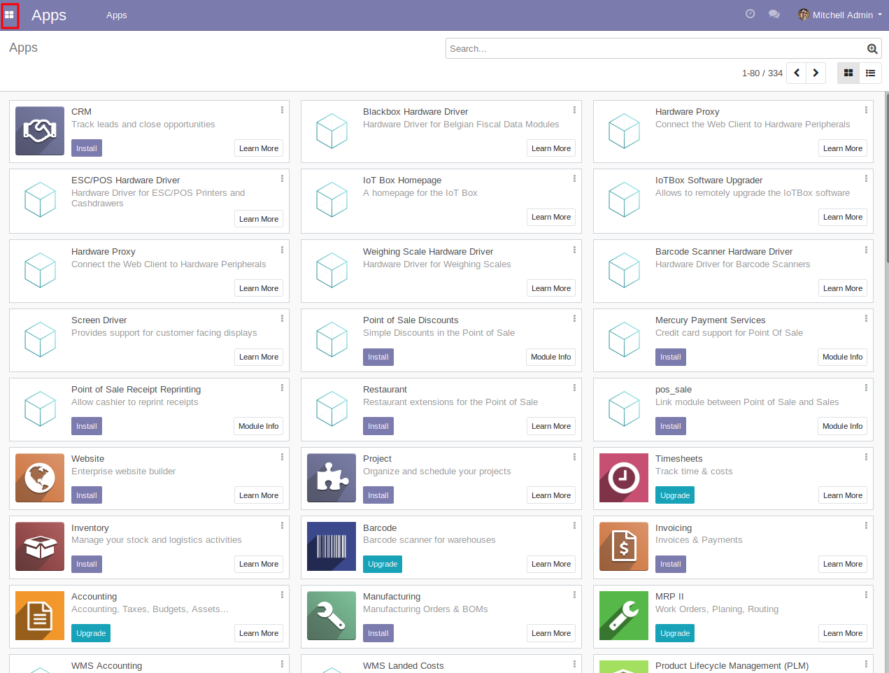 Apps Apps Mitchell Admin
Apps
Search...
1-80 / 334
CRM
Track leads and close opportunities
Install Learn More
Blackbox Hardware Driver
Hardware Driver for Belgian Fiscal Data Modules
Learn More
Hardware Proxy
Connect the Web Client to Hardware Peripherals
Learn More
ESC/POS Hardware Driver
Hardware Driver for ESC/POS Printers and
Cashdrawers
Learn More
IoT Box Homepage
A homepage for the IoT Box
Learn More
IoTBox Software Upgrader
Allows to remotely upgrade the IoTBox software
Learn More
Hardware Proxy
Connect the Web Client to Hardware Peripherals
Learn More
Weighing Scale Hardware Driver
Hardware Driver for Weighing Scales
Learn More
Barcode Scanner Hardware Driver
Hardware Driver for Barcode Scanners
Learn More
Screen Driver
Provides support for customer facing displays
Learn More
Point of Sale Discounts
Simple Discounts in the Point of Sale
Install Module Info
Mercury Payment Services
Credit card support for Point Of Sale
Install Module Info
Point of Sale Receipt Reprinting
Allow cashier to reprint receipts
Install Module Info
Restaurant
Restaurant extensions for the Point of Sale
Install Learn More
pos_sale
Link module between Point of Sale and Sales
Install Module Info
Website
Enterprise website builder
Install Learn More
Project
Organize and schedule your projects
Install Learn More
Timesheets
Track time & costs
Upgrade Learn More
Inventory
Manage your stock and logistics activities
Install Learn More
Barcode
Barcode scanner for warehouses
Upgrade Learn More
Invoicing
Invoices & Payments
Install Learn More
Accounting
Accounting, Taxes, Budgets, Assets...
Upgrade Learn More
Manufacturing
Manufacturing Orders & BOMs
Install Learn More
MRP II
Work Orders, Planing, Routing
Upgrade Learn More
WMS Accounting
WMS Landed Costs
Product Lifecycle Management (PLM)